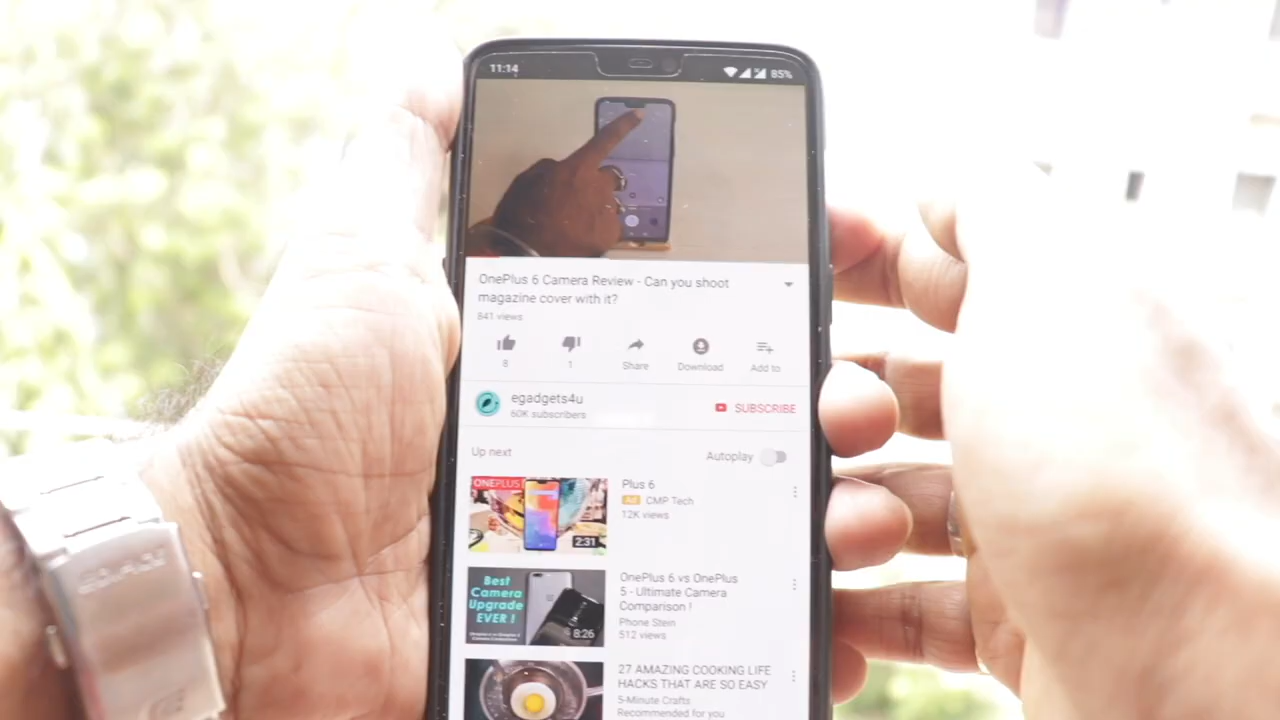 11:14
85%
OnePlus 6 Camera Review - Can you shoot
magazine cover with it?
841 views
8
1
Share
Download
Add to
egadgets4u
60K subscribers
SUBSCRIBE
Up next
Autoplay
ONEPLUS
2:31
Plus 6
Ad CMP Tech
12K views
Best
Camera
Upgrade
EVER !
8:26
OnePlus 6 vs OnePlus
5 - Ultimate Camera
Comparison !
Phone Stein
512 views
27 AMAZING COOKING LIFE
HACKS THAT ARE SO EASY
5-Minute Crafts
Recommended for you